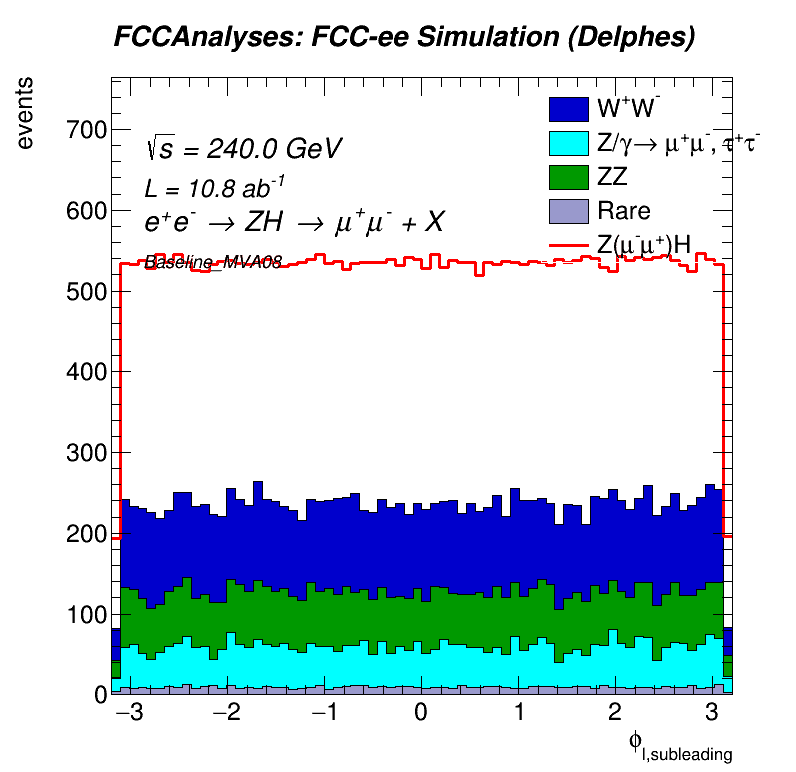 FCCAnalyses: FCC-ee Simulation (Delphes)
events
√s = 240.0 GeV
L = 10.8 ab⁻¹
e⁺e⁻ → ZH → μ⁺μ⁻ + X
Baseline_MVA08
W⁺W⁻
Z/γ→ μ⁺μ⁻, τ⁺τ⁻
ZZ
Rare
Z(μ⁻μ⁺)H
700
600
500
400
300
200
100
0
−3 −2 −1 0 1 2 3
ϕl,subleading